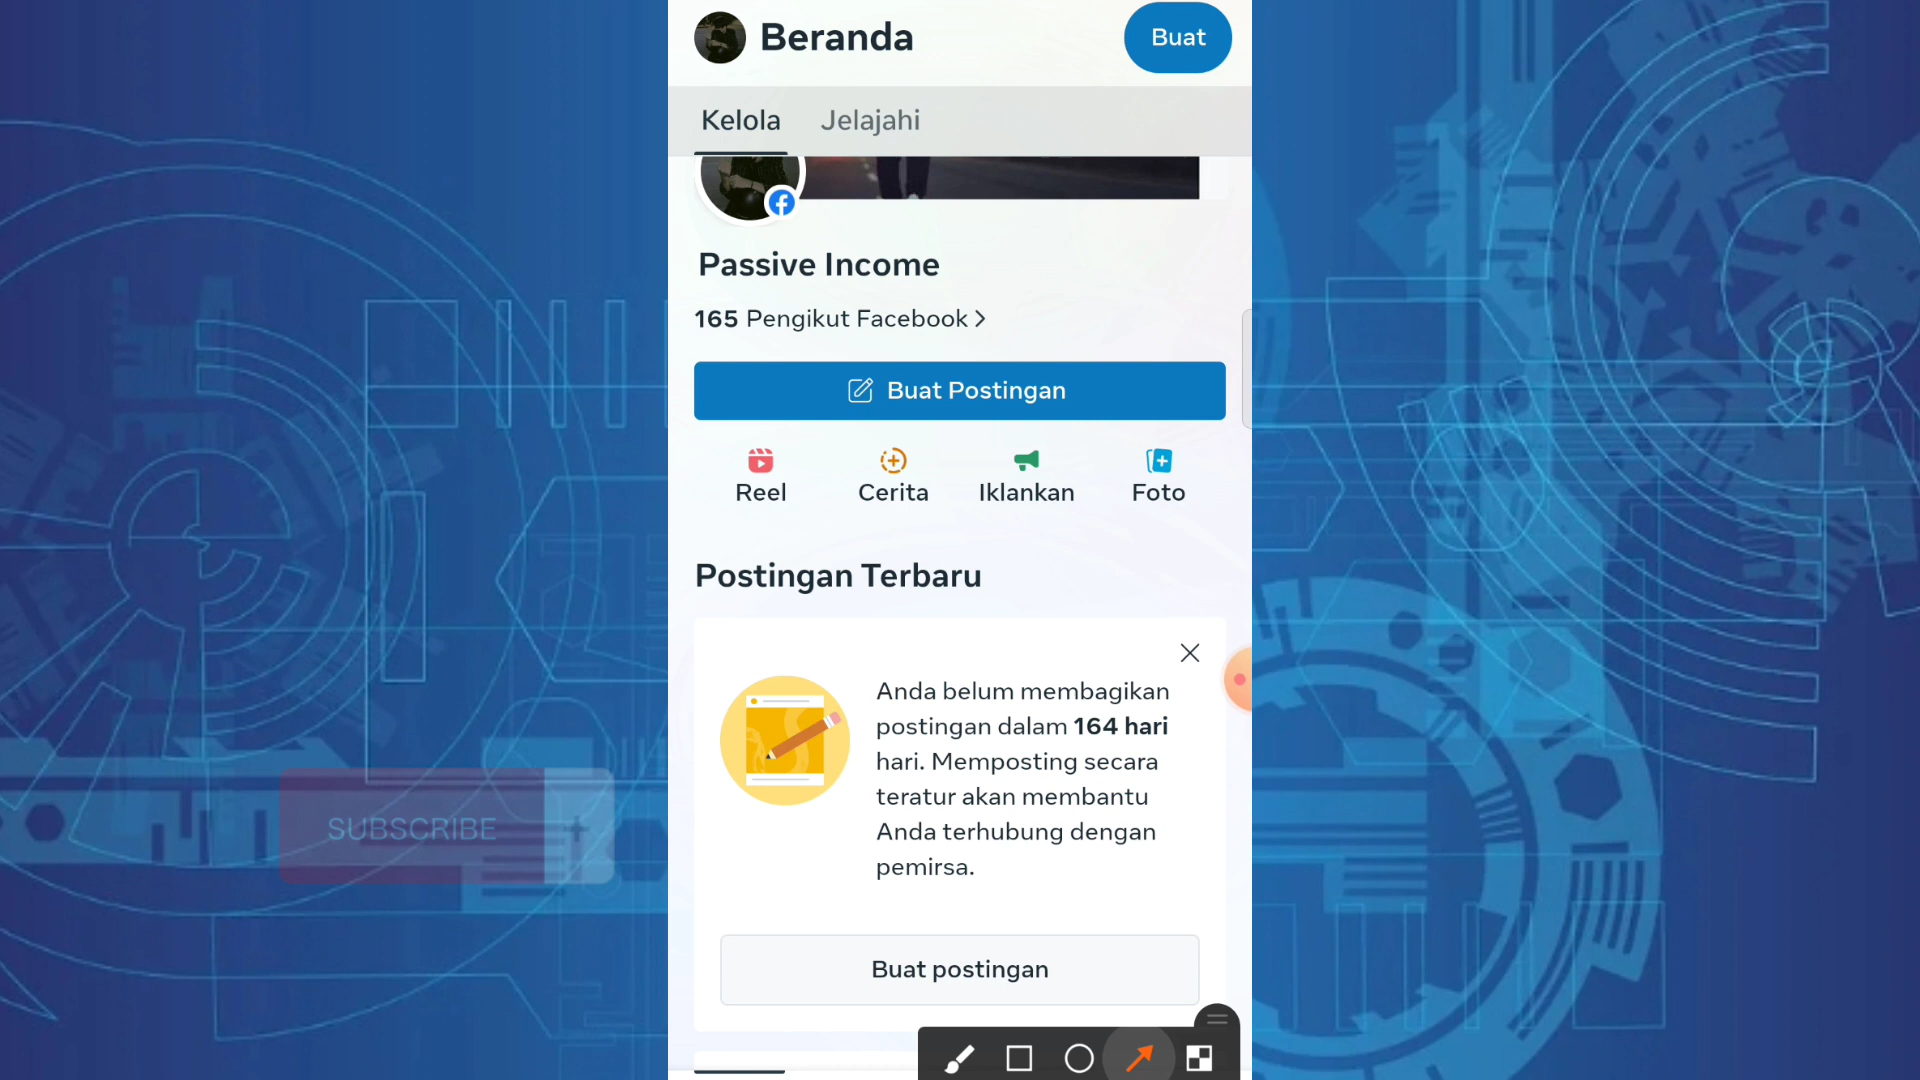 Beranda
Buat
Kelola
Jelajahi
Passive Income
165 Pengikut Facebook
Buat Postingan
Reel
Cerita
Iklankan
Foto
Postingan Terbaru
Anda belum membagikan
postingan dalam 164 hari
hari. Memposting secara
teratur akan membantu
Anda terhubung dengan
pemirsa.
SUBSCRIBE
Buat postingan